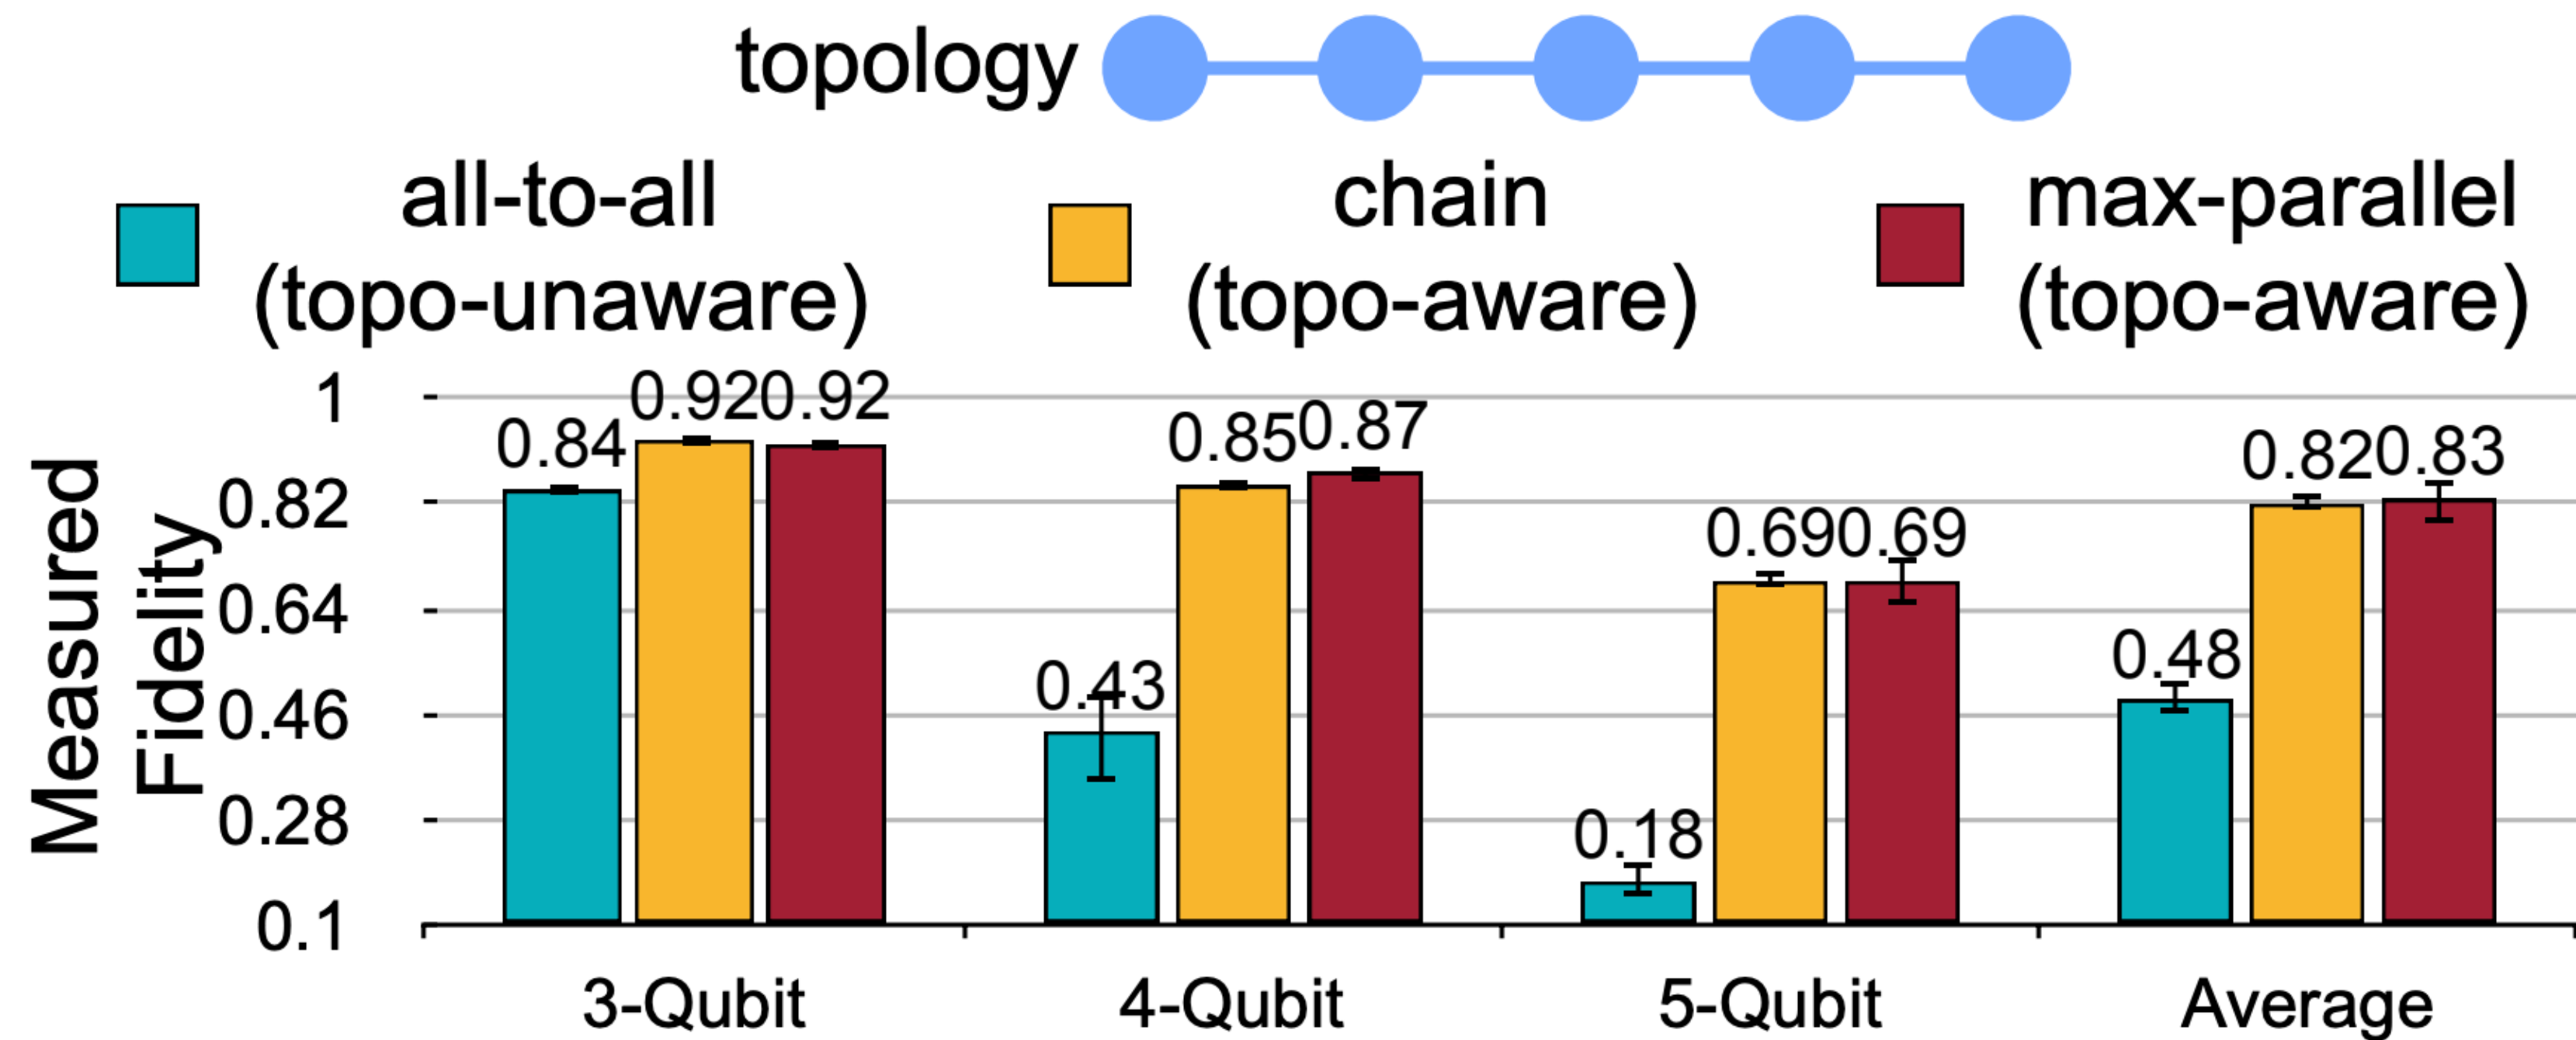 topology
all-to-all
(topo-unaware)
chain
(topo-aware)
max-parallel
(topo-aware)
Measured
Fidelity
1
0.82
0.64
0.46
0.28
0.1
0.84
0.92
0.92
0.43
0.85
0.87
0.18
0.69
0.69
0.48
0.82
0.83
3-Qubit
4-Qubit
5-Qubit
Average